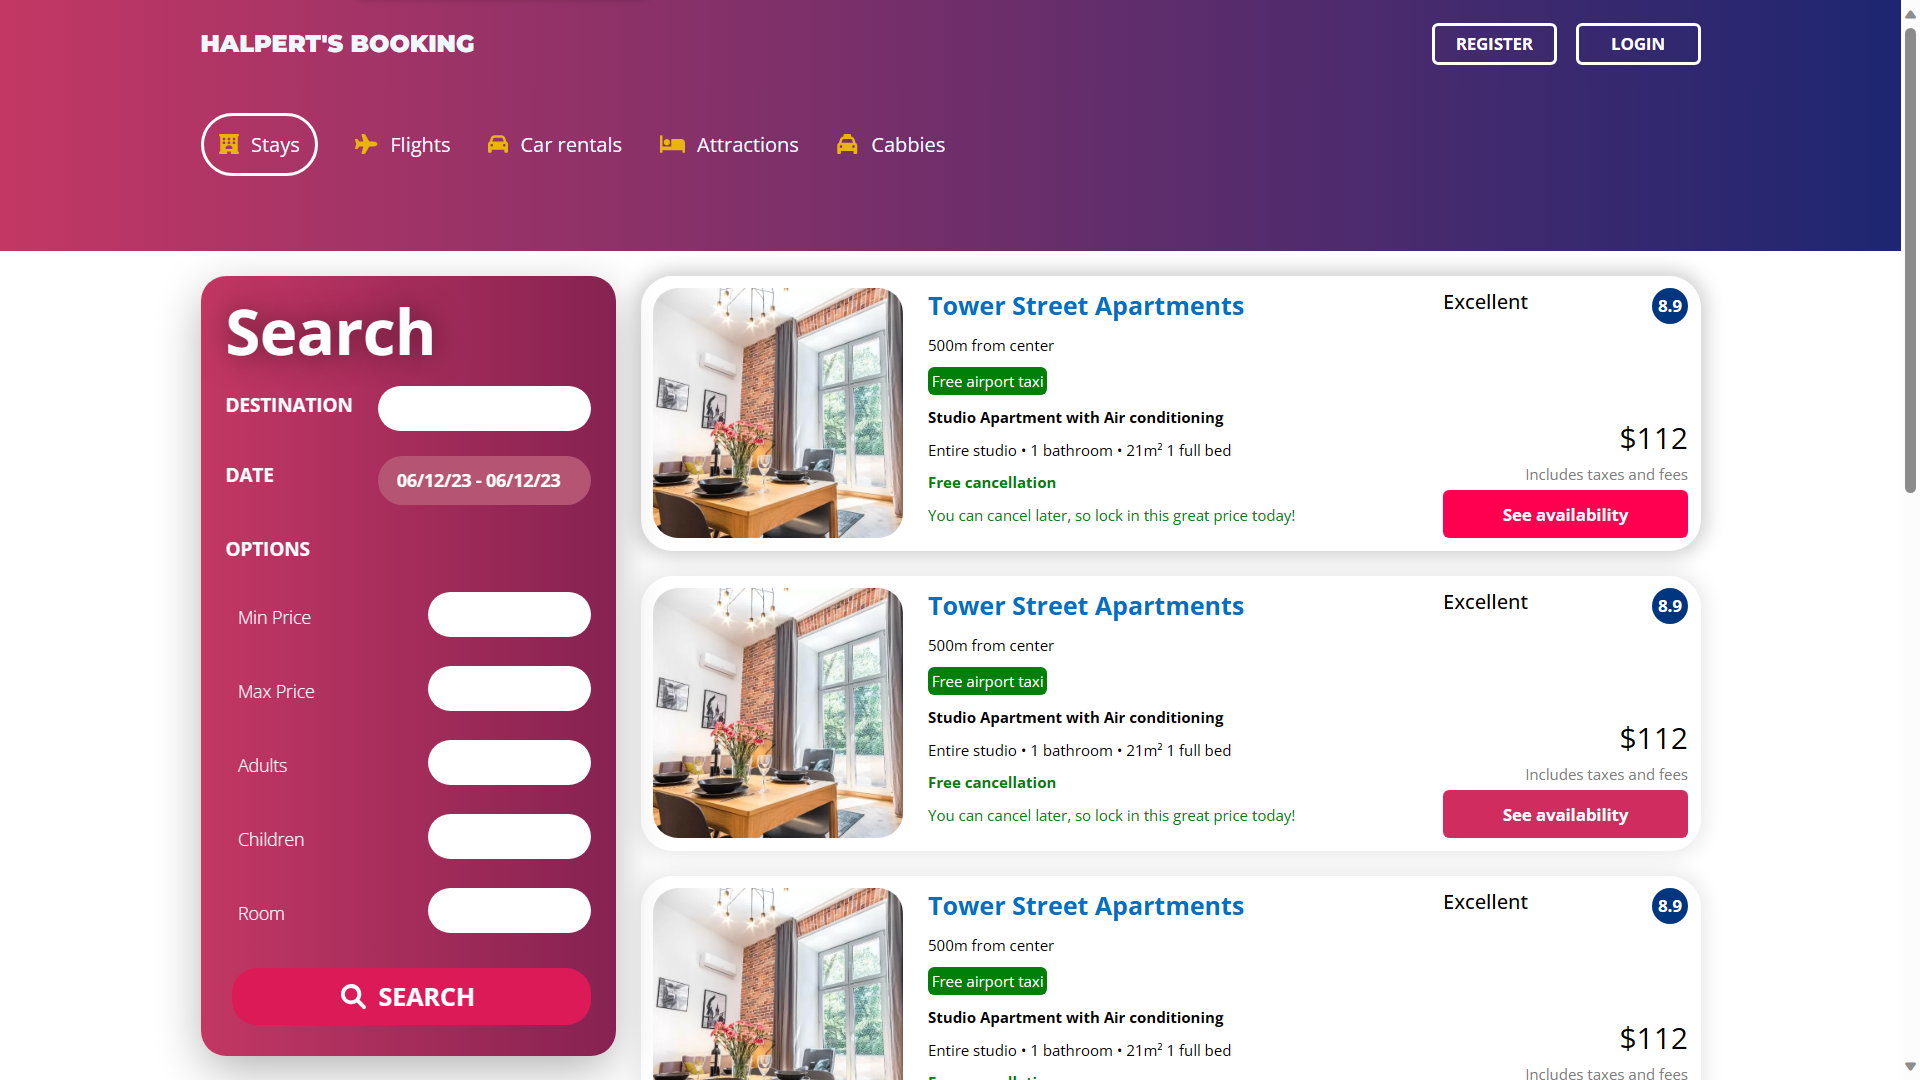 HALPERT'S BOOKING
REGISTER
LOGIN
Stays
Flights
Car rentals
Attractions
Cabbies
Search
DESTINATION
DATE
06/12/23 - 06/12/23
OPTIONS
Min Price
Max Price
Adults
Children
Room
SEARCH
Tower Street Apartments
500m from center
Free airport taxi
Studio Apartment with Air conditioning
Entire studio • 1 bathroom • 21m² 1 full bed
Free cancellation
You can cancel later, so lock in this great price today!
Excellent
8.9
$112
Includes taxes and fees
See availability
Tower Street Apartments
500m from center
Free airport taxi
Studio Apartment with Air conditioning
Entire studio • 1 bathroom • 21m² 1 full bed
Free cancellation
You can cancel later, so lock in this great price today!
Excellent
8.9
$112
Includes taxes and fees
See availability
Tower Street Apartments
500m from center
Free airport taxi
Studio Apartment with Air conditioning
Entire studio • 1 bathroom • 21m² 1 full bed
Excellent
8.9
$112
Includes taxes and fees